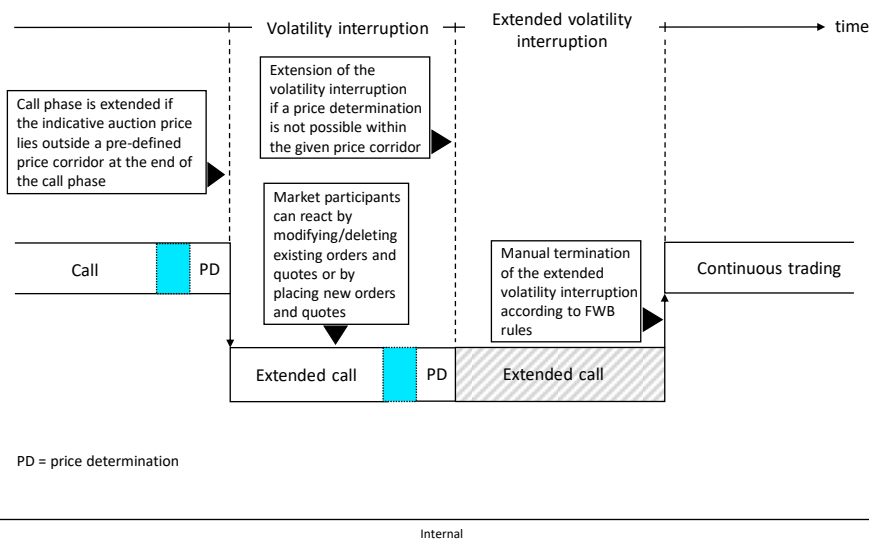 Volatility interruption
Extended volatility
interruption
time
Call phase is extended if
the indicative auction price
lies outside a pre-defined
price corridor at the end of
the call phase
Extension of the
volatility interruption
if a price determination
is not possible within
the given price corridor
Market participants
can react by
modifying/deleting
existing orders and
quotes or by
placing new orders
and quotes
Manual termination
of the extended
volatility interruption
according to FWB
rules
Call
PD
Continuous trading
Extended call
PD
Extended call
PD = price determination
Internal